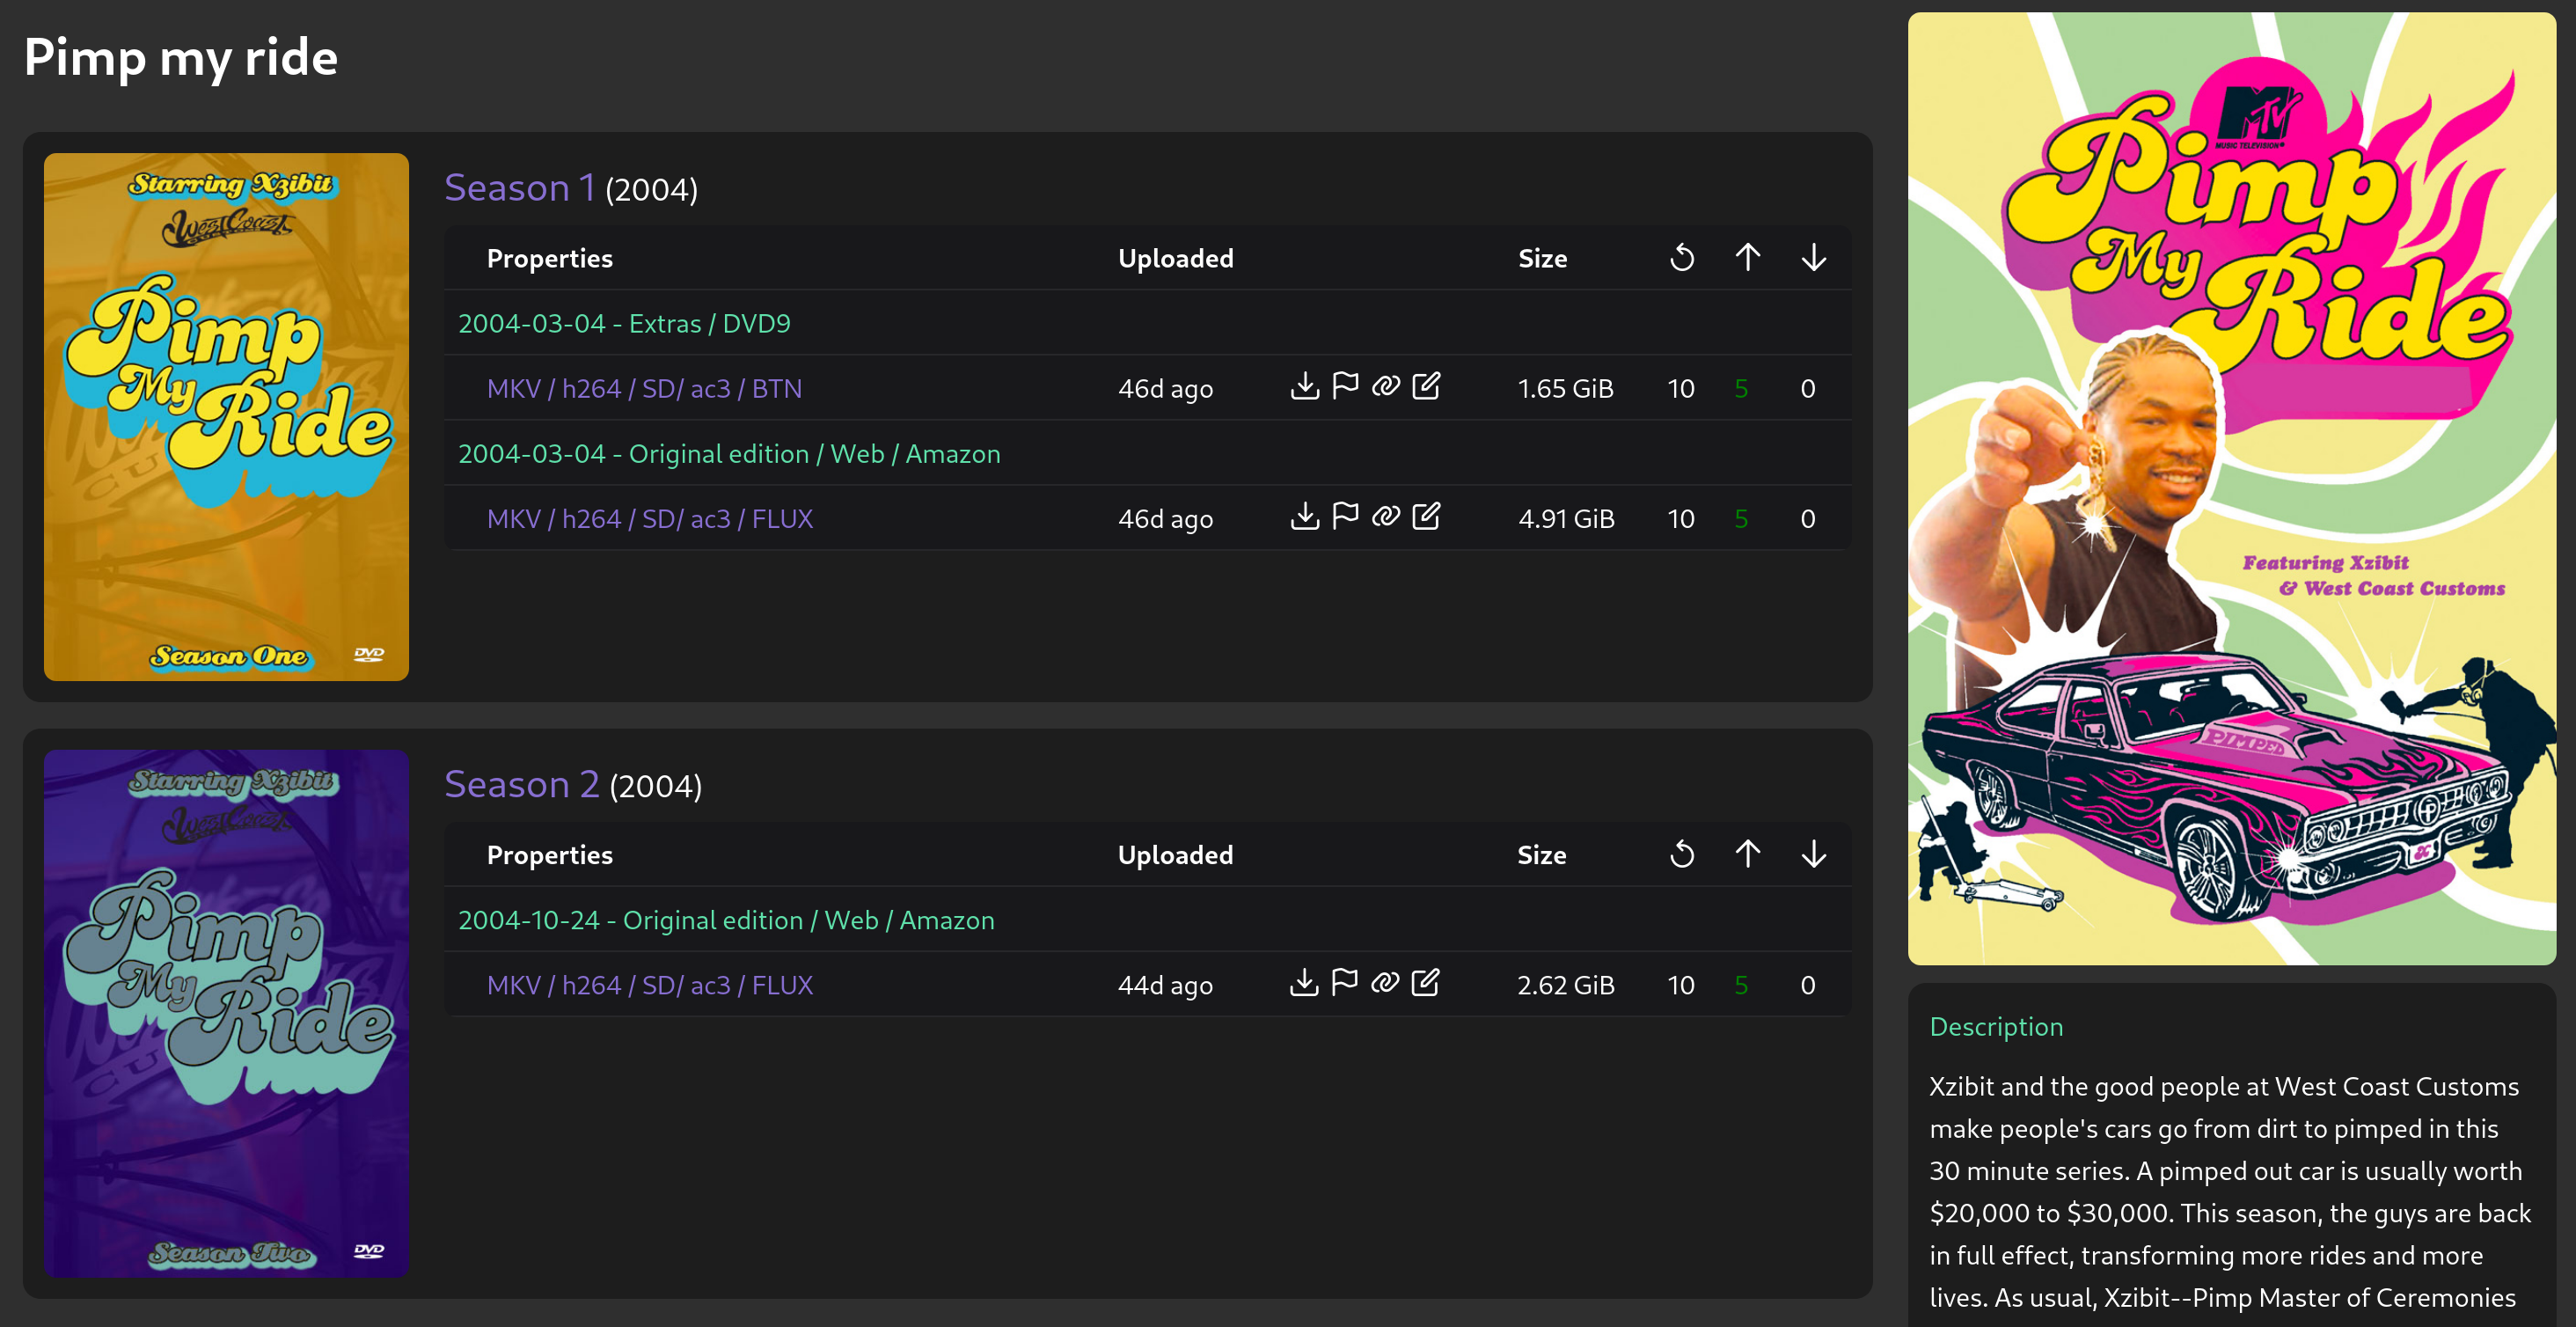 Pimp my ride
Starring Xzibit
West Coast
Pimp
My
Ride
Season One
DVD
Season 1 (2004)
Properties Uploaded Size
2004-03-04 - Extras / DVD9
MKV / h264 / SD/ ac3 / BTN 46d ago 1.65 GiB 10 5 0
2004-03-04 - Original edition / Web / Amazon
MKV / h264 / SD/ ac3 / FLUX 46d ago 4.91 GiB 10 5 0
Starring Xzibit
West Coast
Pimp
My
Ride
Season Two
DVD
Season 2 (2004)
Properties Uploaded Size
2004-10-24 - Original edition / Web / Amazon
MKV / h264 / SD/ ac3 / FLUX 44d ago 2.62 GiB 10 5 0
MTV
MUSIC TELEVISION®
Pimp
My
Ride
Featuring Xzibit
& West Coast Customs
PIMPED
Description
Xzibit and the good people at West Coast Customs
make people's cars go from dirt to pimped in this
30 minute series. A pimped out car is usually worth
$20,000 to $30,000. This season, the guys are back
in full effect, transforming more rides and more
lives. As usual, Xzibit--Pimp Master of Ceremonies